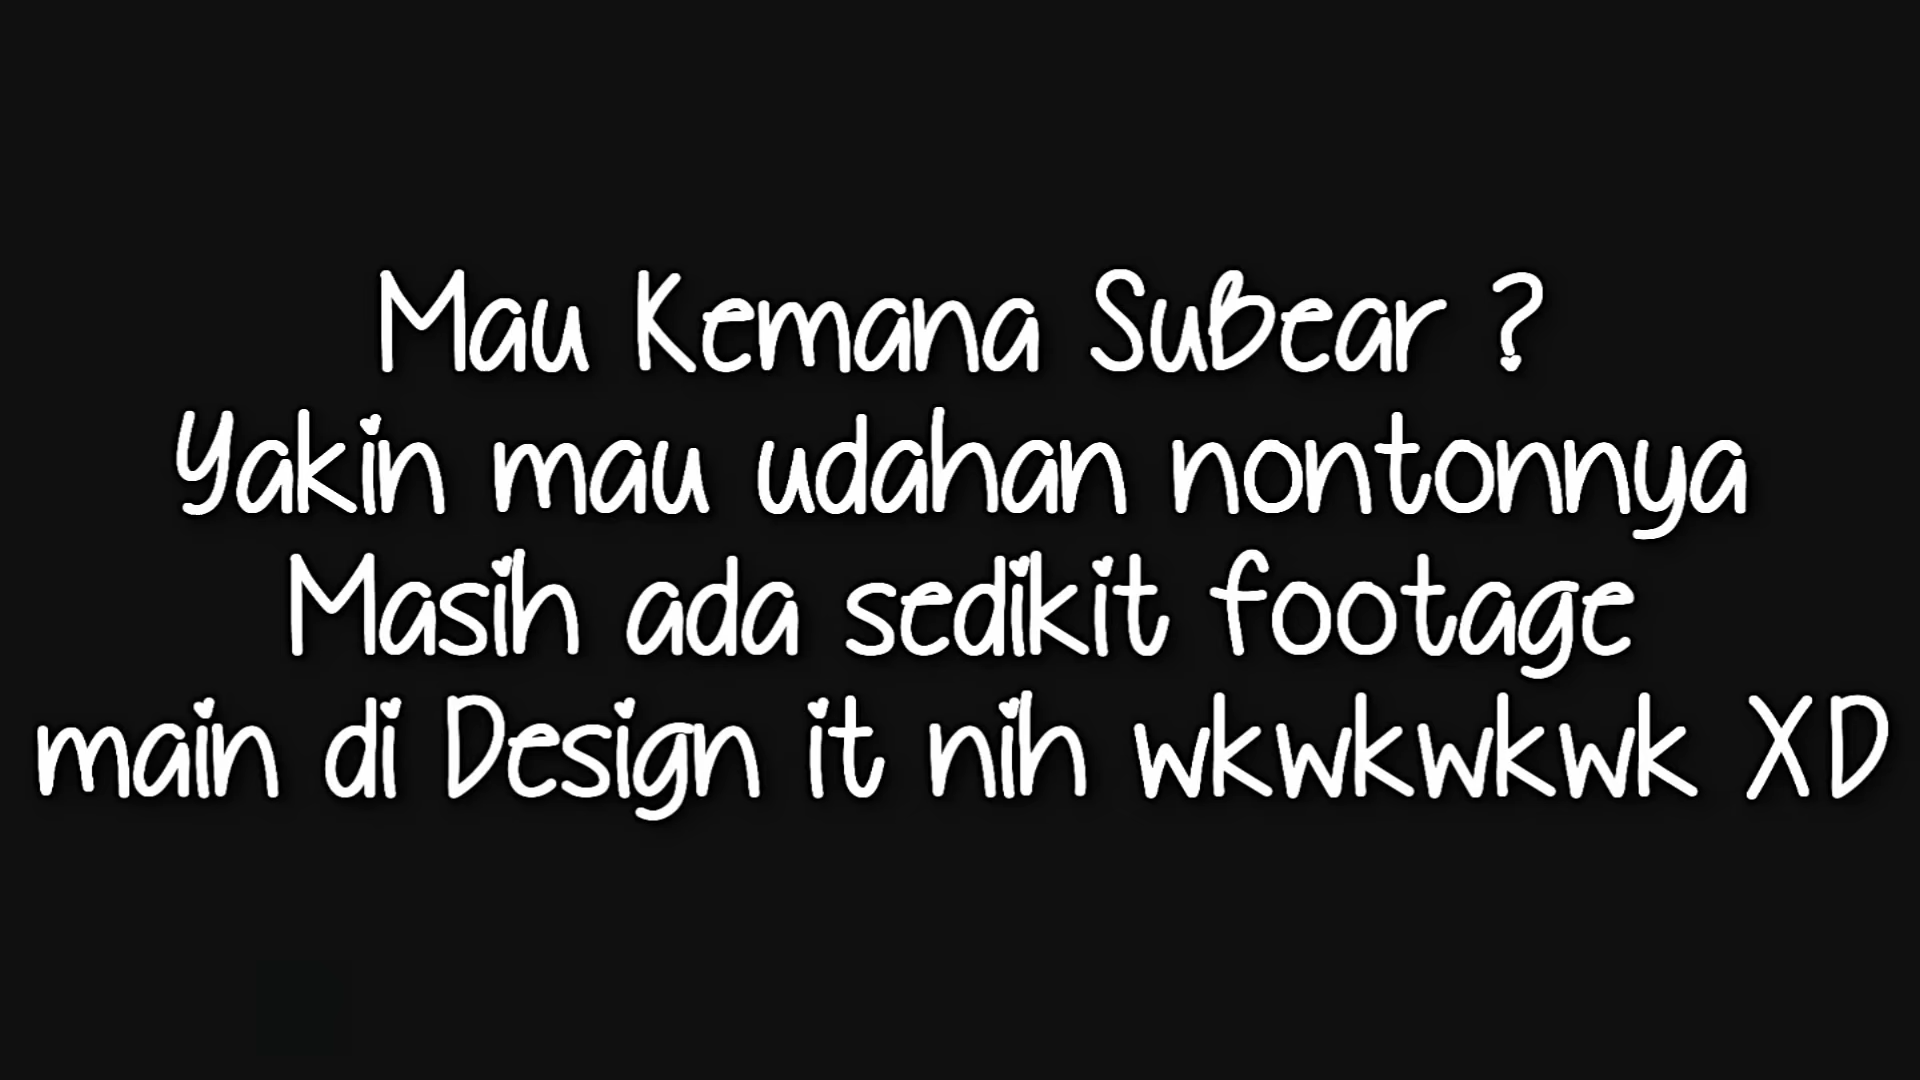 Mau Kemana SuBear ?
Yakin mau udahan nontonnya
Masih ada sedikit footage
main di Design it nih wkwkwkwk XD